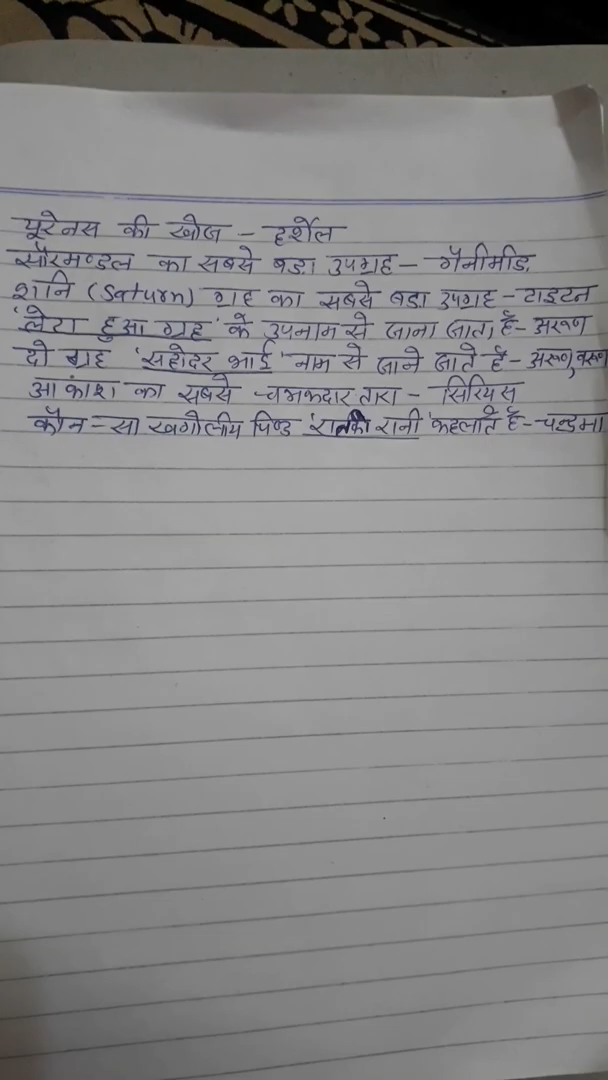 यूरेनस की खोज - हर्शेल
सौरमण्डल का सबसे बडा उपग्रह - गैनीमीड
शनि (Saturn) ग्रह का सबसे बडा उपग्रह - टाइटन
'लेटा हुआ ग्रह' के उपनाम से जाना जाता है - अरूण
दो ग्रह 'सहोदर भाई' नाम से जाने जाते है - अरूण, वरूण
आकांश का सबसे चमकदार तारा - सिरियस
कौन-सा खगोलीय पिण्ड 'रात की रानी' कहलाते है - चन्द्रमा